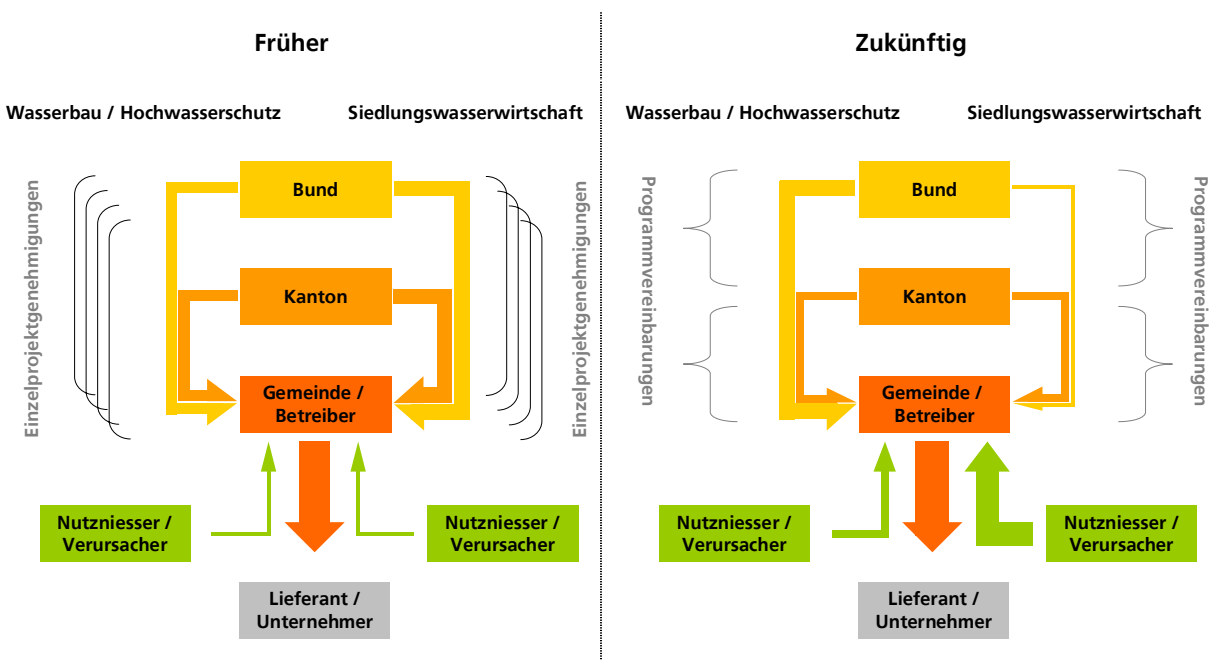 Früher
Wasserbau / Hochwasserschutz
Siedlungswasserwirtschaft
Einzelprojektgenehmigungen
Bund
Kanton
Gemeinde /
Betreiber
Einzelprojektgenehmigungen
Nutzniesser /
Verursacher
Nutzniesser /
Verursacher
Lieferant /
Unternehmer
Zukünftig
Wasserbau / Hochwasserschutz
Siedlungswasserwirtschaft
Programmvereinbarungen
Bund
Kanton
Gemeinde /
Betreiber
Programmvereinbarungen
Nutzniesser /
Verursacher
Nutzniesser /
Verursacher
Lieferant /
Unternehmer